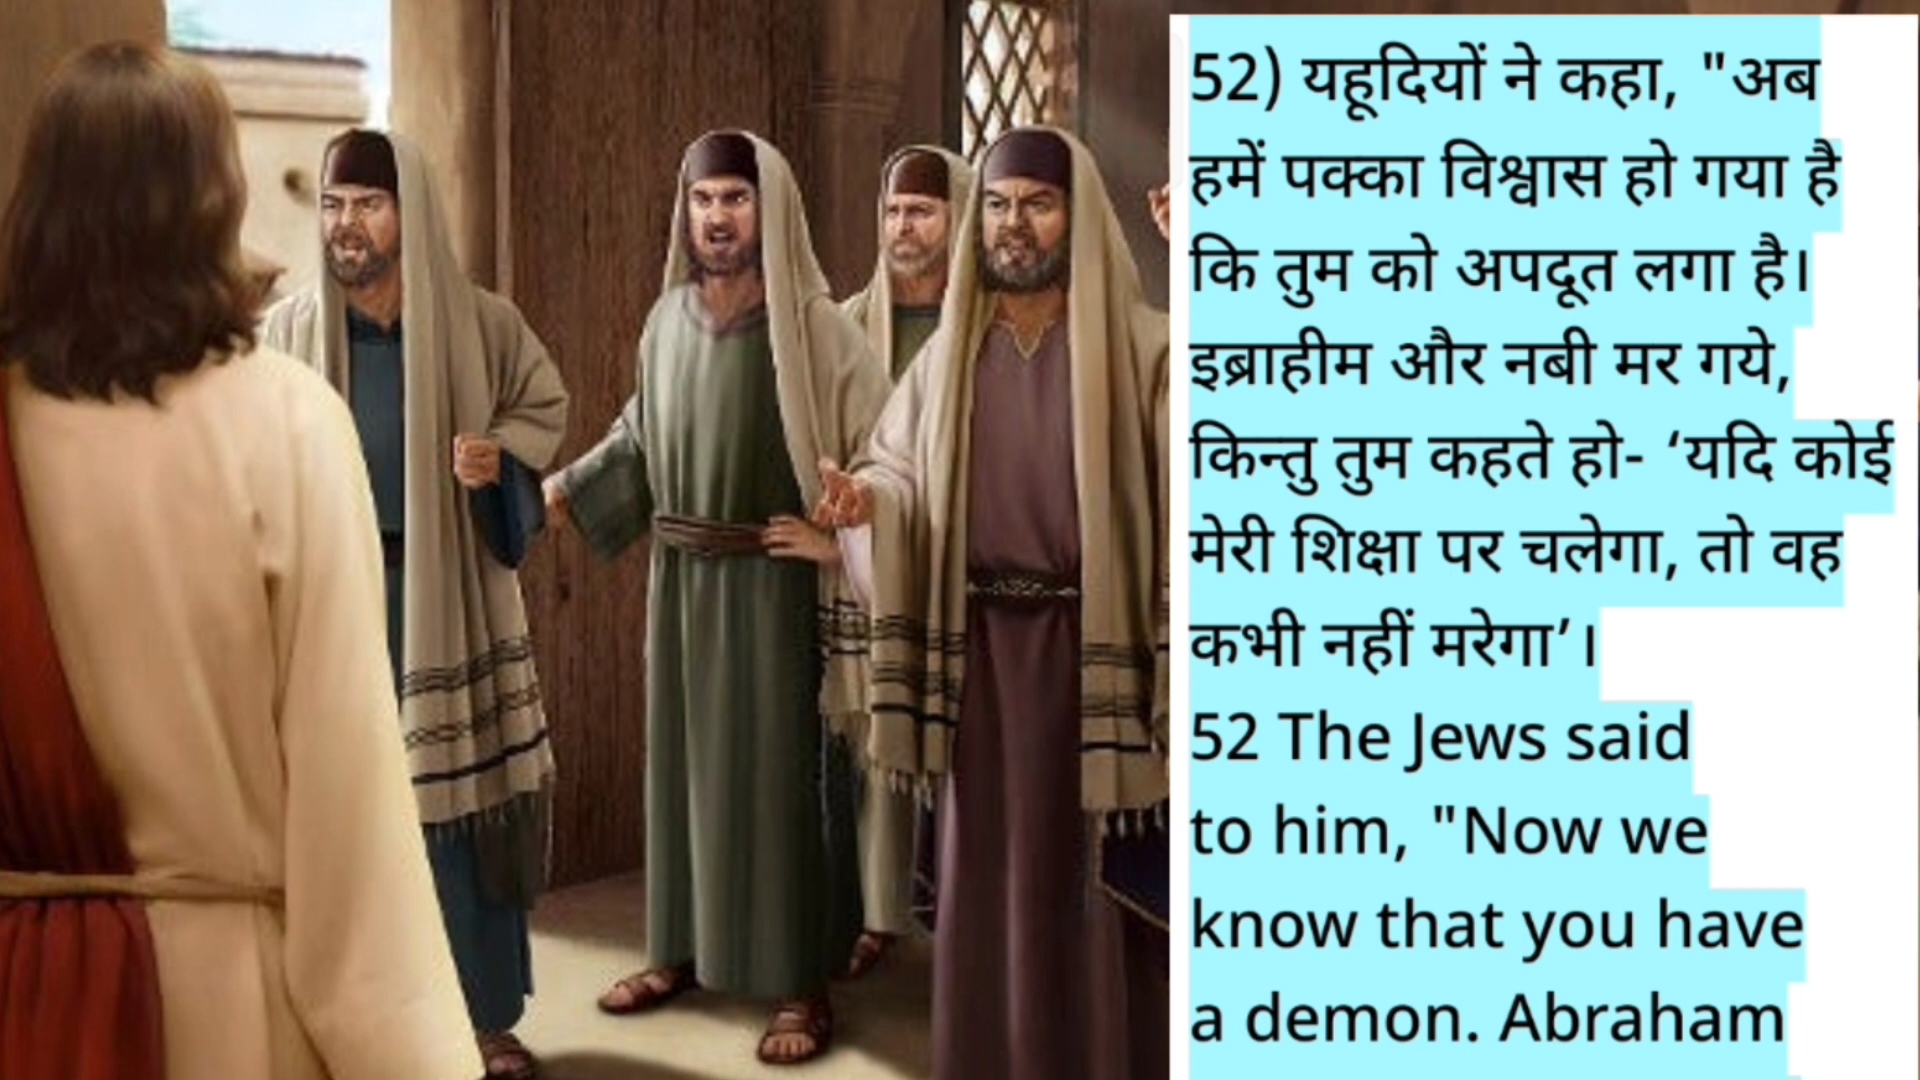 52) यहूदियों ने कहा, "अब
हमें पक्का विश्वास हो गया है
कि तुम को अपदूत लगा है।
इब्राहीम और नबी मर गये,
किन्तु तुम कहते हो- ‘यदि कोई
मेरी शिक्षा पर चलेगा, तो वह
कभी नहीं मरेगा’।
52 The Jews said
to him, "Now we
know that you have
a demon. Abraham